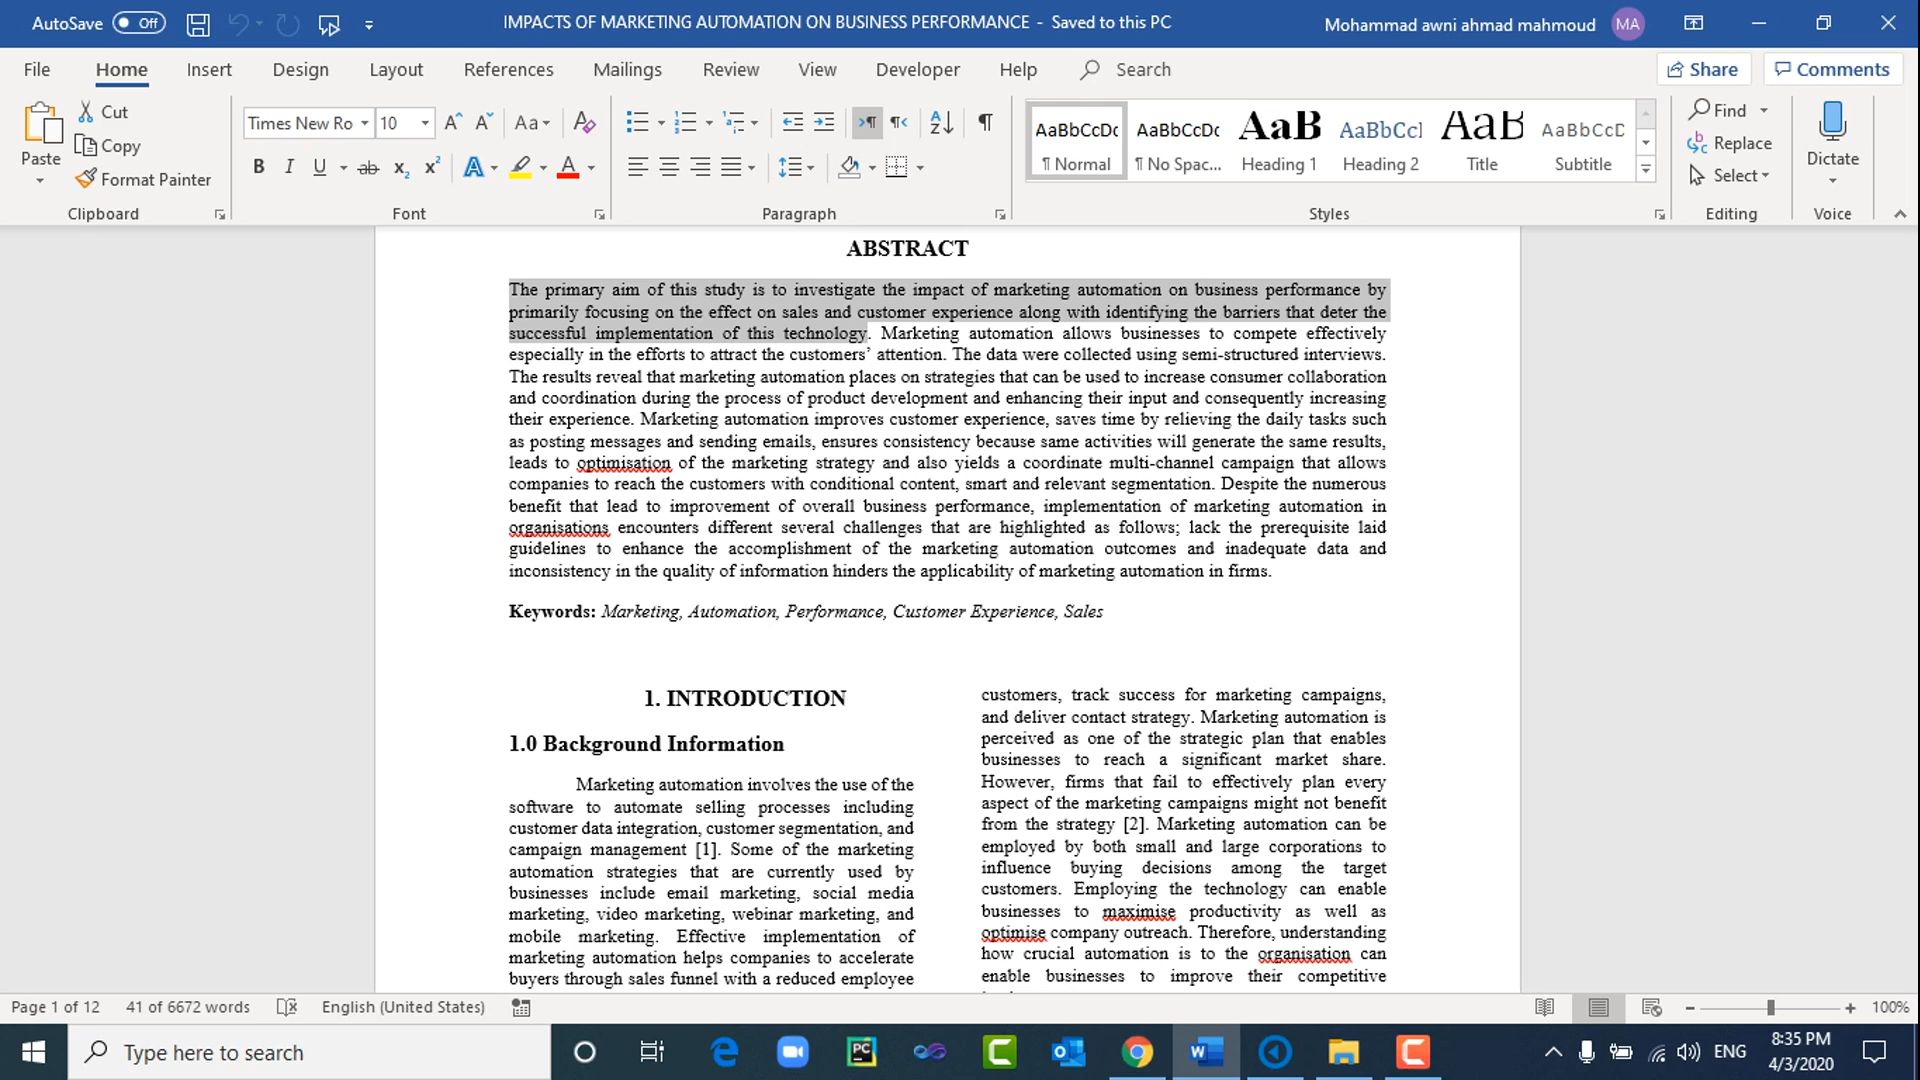 AutoSave Off
IMPACTS OF MARKETING AUTOMATION ON BUSINESS PERFORMANCE - Saved to this PC
Mohammad awni ahmad mahmoud MA
File Home Insert Design Layout References Mailings Review View Developer Help Search
Share Comments
Paste
Cut
Copy
Format Painter
Clipboard
Times New Ro 10
Font
Paragraph
AaBbCcDc AaBbCcDc AaB AaBbCcI AaB AaBbCcD
¶ Normal ¶ No Spac... Heading 1 Heading 2 Title Subtitle
Styles
Find
Replace
Select
Editing
Dictate
Voice
ABSTRACT
The primary aim of this study is to investigate the impact of marketing automation on business performance by
primarily focusing on the effect on sales and customer experience along with identifying the barriers that deter the
successful implementation of this technology. Marketing automation allows businesses to compete effectively
especially in the efforts to attract the customers’ attention. The data were collected using semi-structured interviews.
The results reveal that marketing automation places on strategies that can be used to increase consumer collaboration
and coordination during the process of product development and enhancing their input and consequently increasing
their experience. Marketing automation improves customer experience, saves time by relieving the daily tasks such
as posting messages and sending emails, ensures consistency because same activities will generate the same results,
leads to optimisation of the marketing strategy and also yields a coordinate multi-channel campaign that allows
companies to reach the customers with conditional content, smart and relevant segmentation. Despite the numerous
benefit that lead to improvement of overall business performance, implementation of marketing automation in
organisations encounters different several challenges that are highlighted as follows; lack the prerequisite laid
guidelines to enhance the accomplishment of the marketing automation outcomes and inadequate data and
inconsistency in the quality of information hinders the applicability of marketing automation in firms.
Keywords: Marketing, Automation, Performance, Customer Experience, Sales
1. INTRODUCTION
1.0 Background Information
Marketing automation involves the use of the
software to automate selling processes including
customer data integration, customer segmentation, and
campaign management [1]. Some of the marketing
automation strategies that are currently used by
businesses include email marketing, social media
marketing, video marketing, webinar marketing, and
mobile marketing. Effective implementation of
marketing automation helps companies to accelerate
buyers through sales funnel with a reduced employee
customers, track success for marketing campaigns,
and deliver contact strategy. Marketing automation is
perceived as one of the strategic plan that enables
businesses to reach a significant market share.
However, firms that fail to effectively plan every
aspect of the marketing campaigns might not benefit
from the strategy [2]. Marketing automation can be
employed by both small and large corporations to
influence buying decisions among the target
customers. Employing the technology can enable
businesses to maximise productivity as well as
optimise company outreach. Therefore, understanding
how crucial automation is to the organisation can
enable businesses to improve their competitive
Page 1 of 12 41 of 6672 words English (United States) 100%
Type here to search
ENG
8:35 PM
4/3/2020